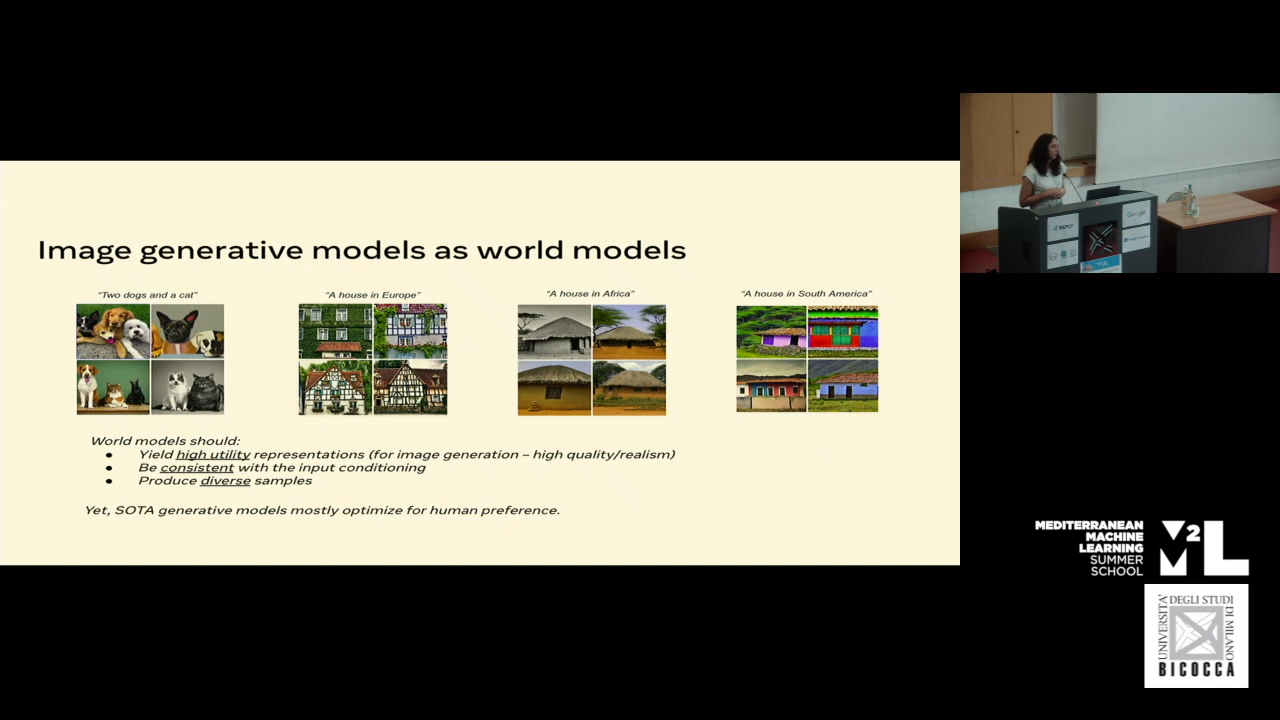 Image generative models as world models
"Two dogs and a cat"
"A house in Europe"
"A house in Africa"
"A house in South America"
World models should:
● Yield high utility representations (for image generation – high quality/realism)
● Be consistent with the input conditioning
● Produce diverse samples
Yet, SOTA generative models mostly optimize for human preference.
Google
MEDITERRANEAN
MACHINE
LEARNING
SUMMER
SCHOOL
M2L
UNIVERSITA'
DEGLI STUDI
DI MILANO
BICOCCA